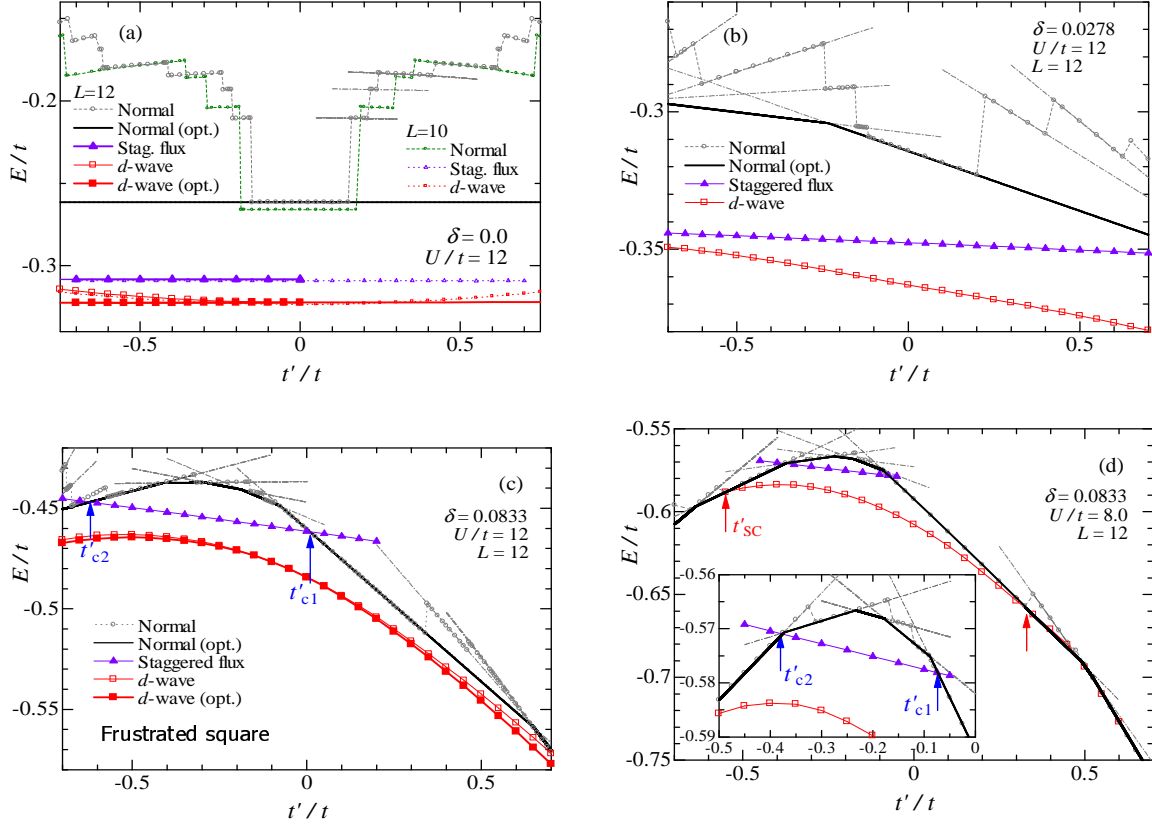 (a)
-0.2
-0.3
E / t
L=12
Normal
Normal (opt.)
Stag. flux
d-wave
d-wave (opt.)
L=10
Normal
Stag. flux
d-wave
δ = 0.0
U / t = 12
-0.5
0
0.5
t' / t
(b)
δ = 0.0278
U / t = 12
L = 12
-0.3
-0.35
E / t
Normal
Normal (opt.)
Staggered flux
d-wave
-0.5
0
0.5
t' / t
(c)
δ = 0.0833
U / t = 12
L = 12
-0.45
-0.5
-0.55
E / t
t'c2
t'c1
Normal
Normal (opt.)
Staggered flux
d-wave
d-wave (opt.)
Frustrated square
-0.5
0
0.5
t' / t
(d)
δ = 0.0833
U / t = 8.0
L = 12
-0.55
-0.6
-0.65
-0.7
-0.75
E / t
t'SC
-0.56
-0.57
-0.58
-0.59
t'c2
t'c1
-0.5
-0.4
-0.3
-0.2
-0.1
0
-0.5
0
0.5
t' / t